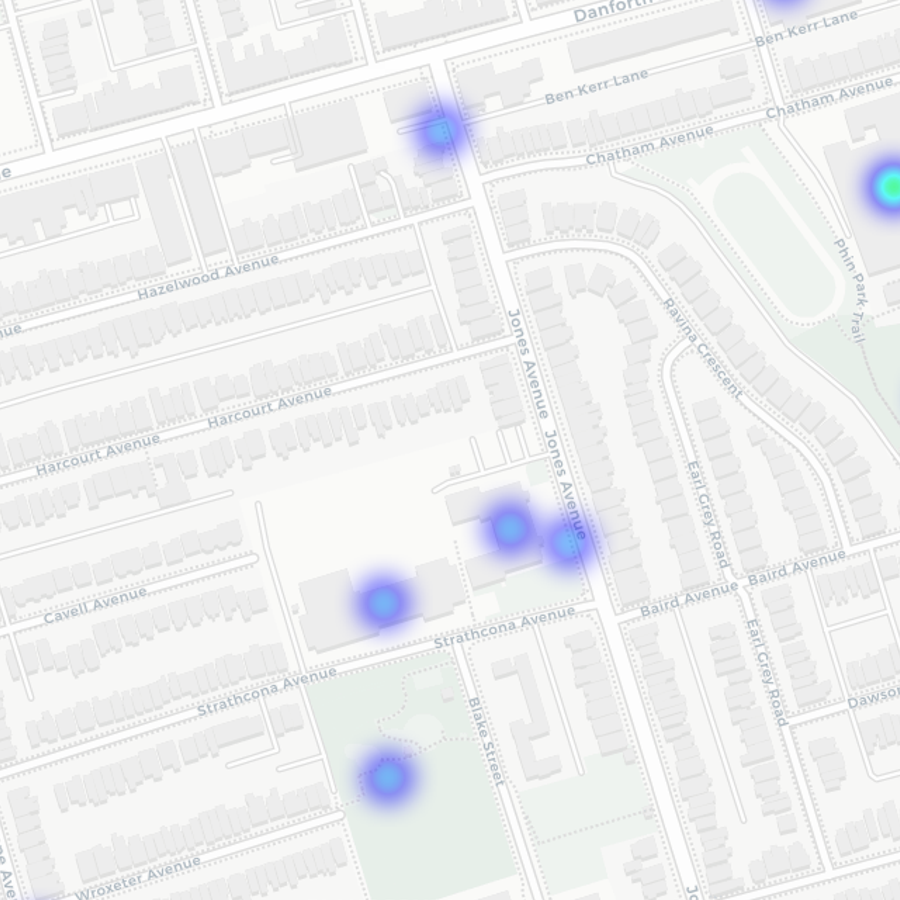 Danforth
Ben Kerr Lane
Ben Kerr Lane
Chatham Avenue
Chatham Avenue
Phin Park Trail
Hazelwood Avenue
Jones Avenue
Ravina Crescent
Harcourt Avenue
Harcourt Avenue
Jones Avenue
Earl Grey Road
Baird Avenue
Baird Avenue
Cavell Avenue
Strathcona Avenue
Strathcona Avenue
Earl Grey Road
Blake Street
Dawson
Wroxeter Avenue